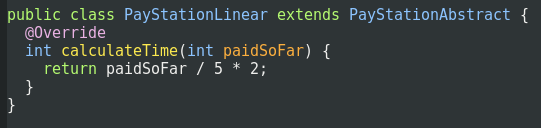 public class PayStationLinear extends PayStationAbstract {
  @Override
  int calculateTime(int paidSoFar) {
    return paidSoFar / 5 * 2;
  }
}